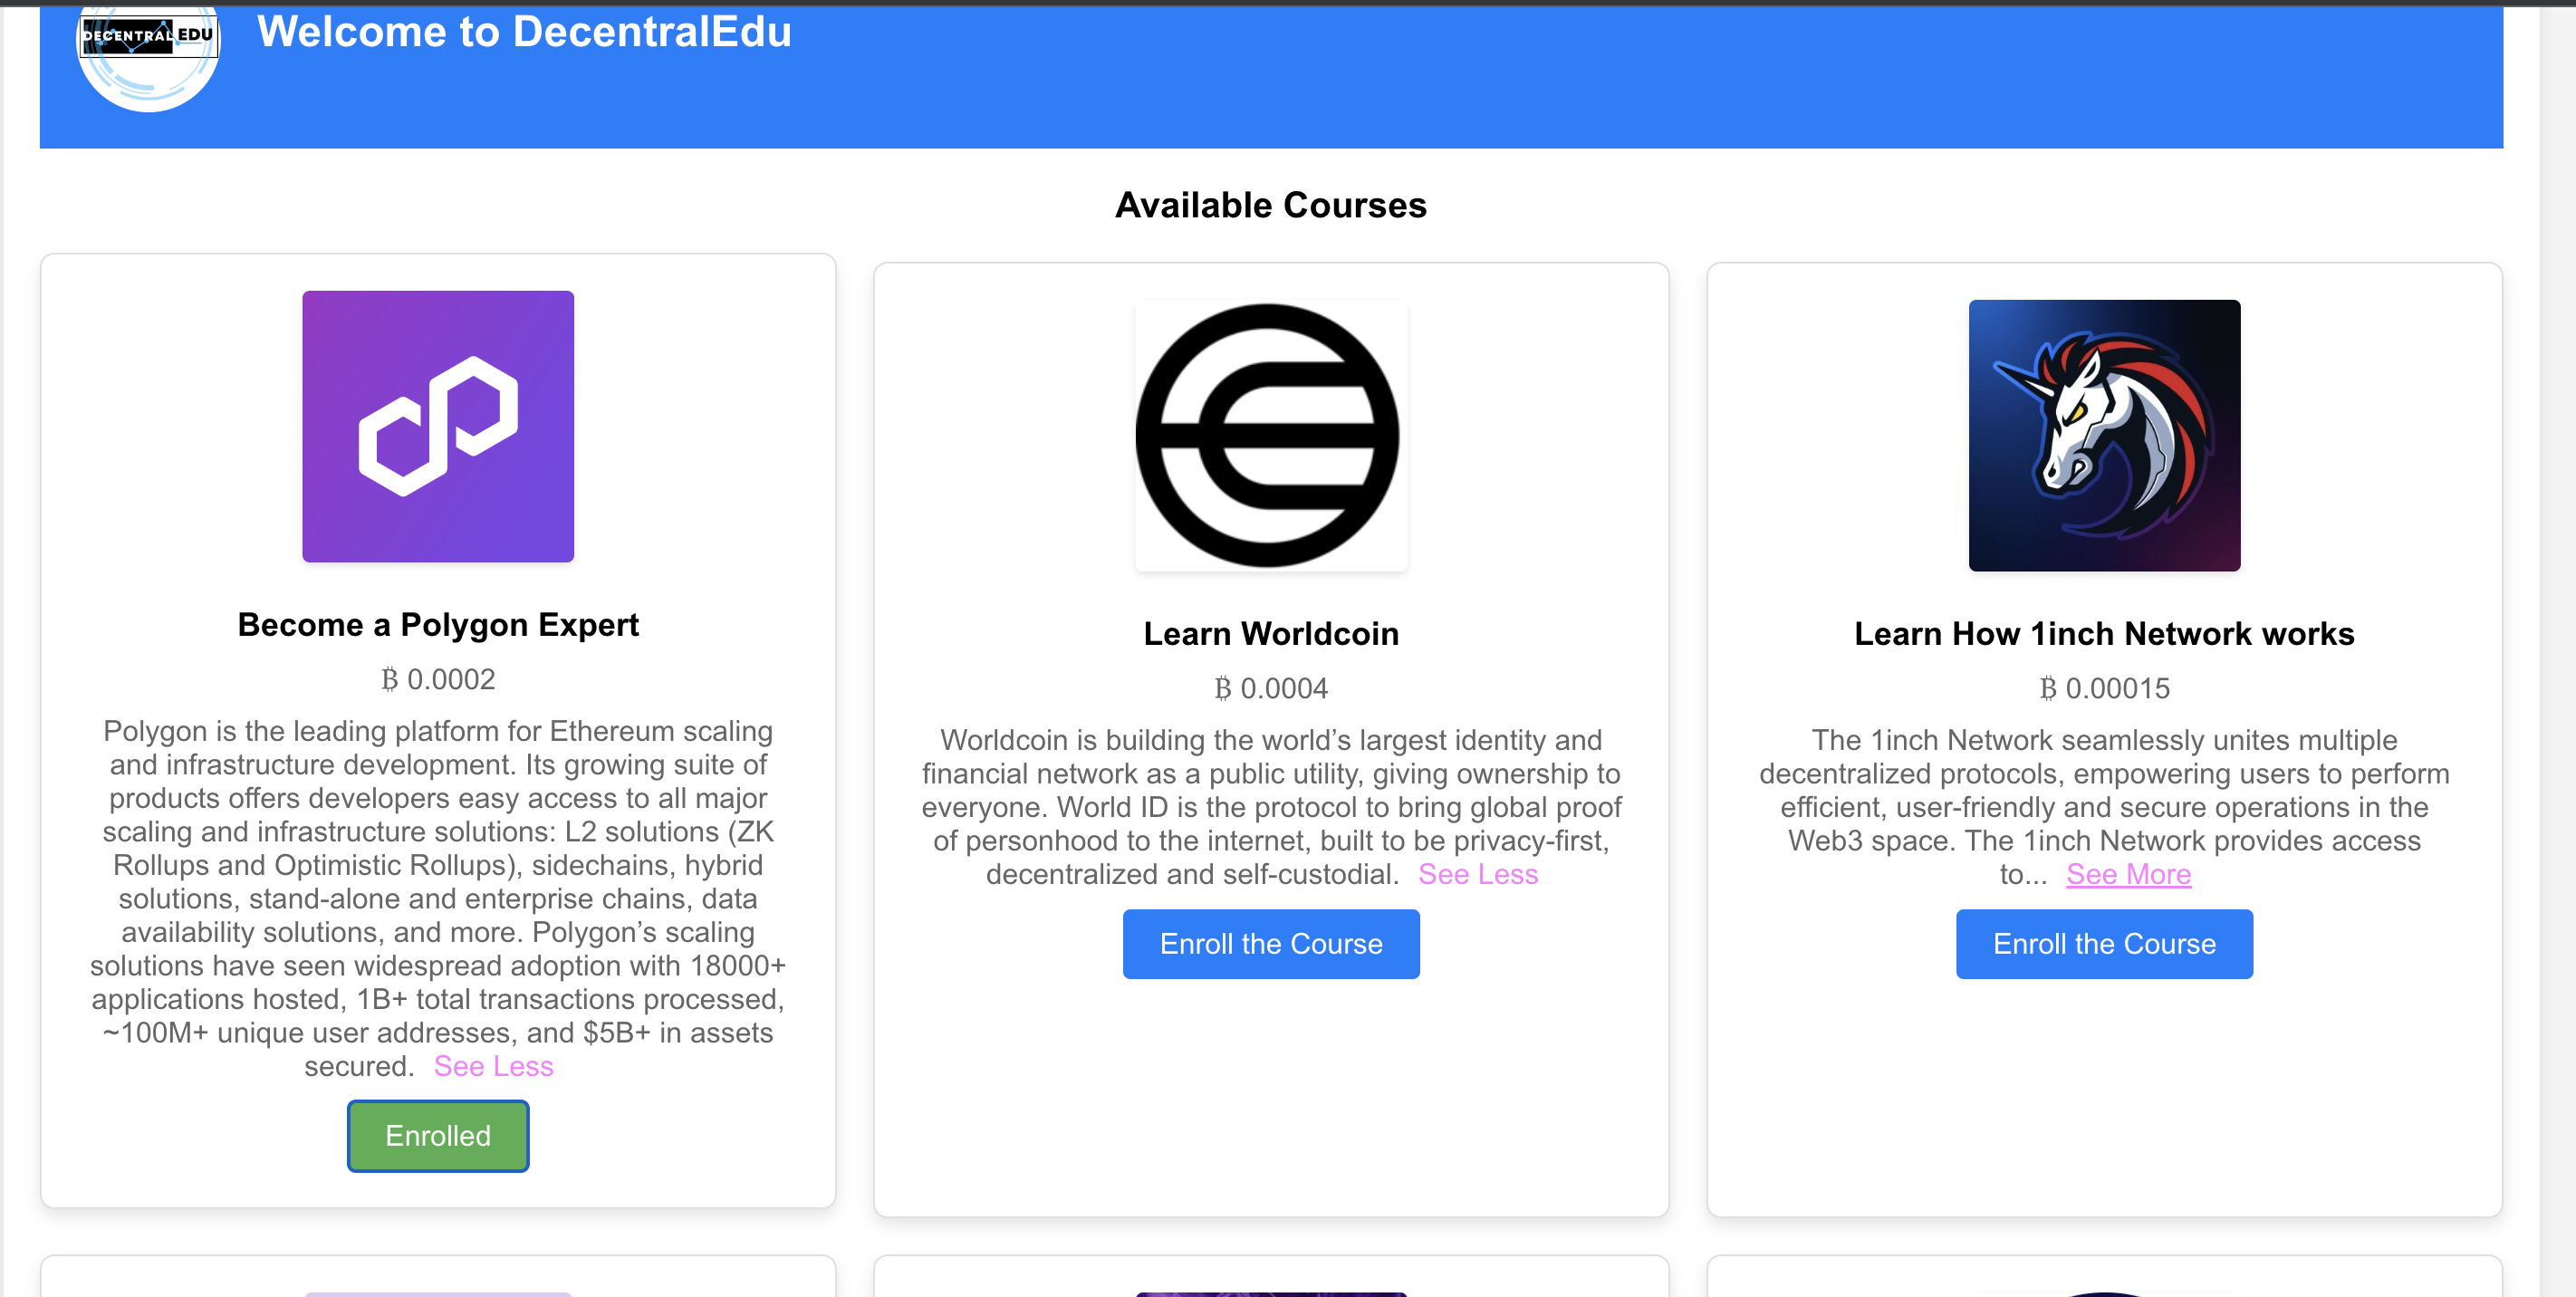 DECENTRAL EDU
Welcome to DecentralEdu
Available Courses
Become a Polygon Expert
₿ 0.0002
Polygon is the leading platform for Ethereum scaling
and infrastructure development. Its growing suite of
products offers developers easy access to all major
scaling and infrastructure solutions: L2 solutions (ZK
Rollups and Optimistic Rollups), sidechains, hybrid
solutions, stand-alone and enterprise chains, data
availability solutions, and more. Polygon’s scaling
solutions have seen widespread adoption with 18000+
applications hosted, 1B+ total transactions processed,
~100M+ unique user addresses, and $5B+ in assets
secured. See Less
Enrolled
Learn Worldcoin
₿ 0.0004
Worldcoin is building the world’s largest identity and
financial network as a public utility, giving ownership to
everyone. World ID is the protocol to bring global proof
of personhood to the internet, built to be privacy-first,
decentralized and self-custodial. See Less
Enroll the Course
Learn How 1inch Network works
₿ 0.00015
The 1inch Network seamlessly unites multiple
decentralized protocols, empowering users to perform
efficient, user-friendly and secure operations in the
Web3 space. The 1inch Network provides access
to... See More
Enroll the Course